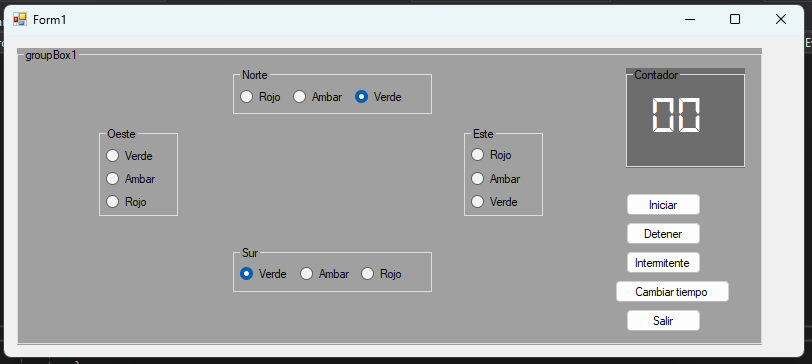 Form1
groupBox1
Norte
Rojo Ambar Verde
Contador
00
Oeste
Verde
Ambar
Rojo
Este
Rojo
Ambar
Verde
Sur
Verde Ambar Rojo
Iniciar
Detener
Intermitente
Cambiar tiempo
Salir